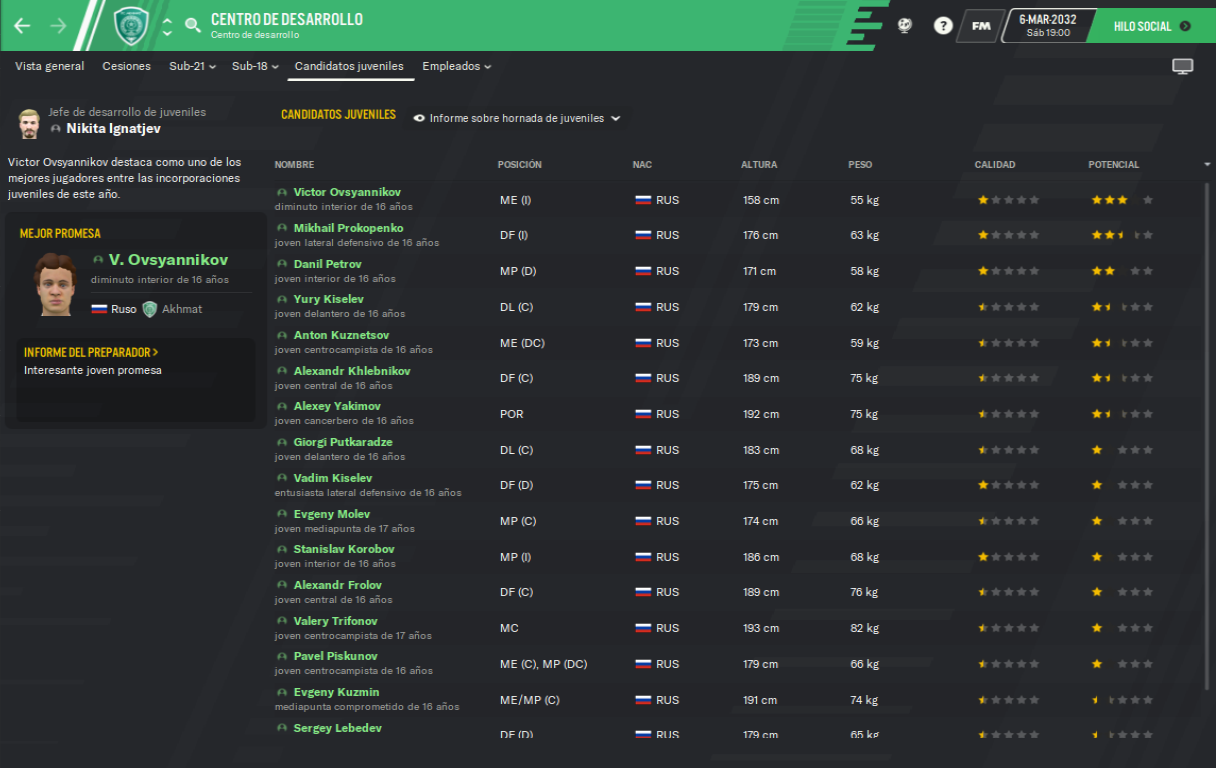 CENTRO DE DESARROLLO
Centro de desarrollo
?
FM
6-MAR-2032
Sáb 19:00
HILO SOCIAL
Vista general Cesiones Sub-21 Sub-18 Candidatos juveniles Empleados
Jefe de desarrollo de juveniles
Nikita Ignatjev
Victor Ovsyannikov destaca como uno de los
mejores jugadores entre las incorporaciones
juveniles de este año.
MEJOR PROMESA
V. Ovsyannikov
diminuto interior de 16 años
Ruso Akhmat
INFORME DEL PREPARADOR >
Interesante joven promesa
CANDIDATOS JUVENILES Informe sobre hornada de juveniles
NOMBRE POSICIÓN NAC ALTURA PESO CALIDAD POTENCIAL
Victor Ovsyannikov
diminuto interior de 16 años
ME (I) RUS 158 cm 55 kg
Mikhail Prokopenko
joven lateral defensivo de 16 años
DF (I) RUS 176 cm 63 kg
Danil Petrov
joven interior de 16 años
MP (D) RUS 171 cm 58 kg
Yury Kiselev
joven delantero de 16 años
DL (C) RUS 179 cm 62 kg
Anton Kuznetsov
joven centrocampista de 16 años
ME (DC) RUS 173 cm 59 kg
Alexandr Khlebnikov
joven central de 16 años
DF (C) RUS 189 cm 75 kg
Alexey Yakimov
joven cancerbero de 16 años
POR RUS 192 cm 75 kg
Giorgi Putkaradze
joven delantero de 16 años
DL (C) RUS 183 cm 68 kg
Vadim Kiselev
entusiasta lateral defensivo de 16 años
DF (D) RUS 175 cm 62 kg
Evgeny Molev
joven mediapunta de 17 años
MP (C) RUS 174 cm 66 kg
Stanislav Korobov
joven interior de 16 años
MP (I) RUS 186 cm 68 kg
Alexandr Frolov
joven central de 16 años
DF (C) RUS 189 cm 76 kg
Valery Trifonov
joven centrocampista de 17 años
MC RUS 193 cm 82 kg
Pavel Piskunov
joven centrocampista de 16 años
ME (C), MP (DC) RUS 179 cm 66 kg
Evgeny Kuzmin
mediapunta comprometido de 16 años
ME/MP (C) RUS 191 cm 74 kg
Sergey Lebedev
DF (D) RUS 179 cm 65 kg